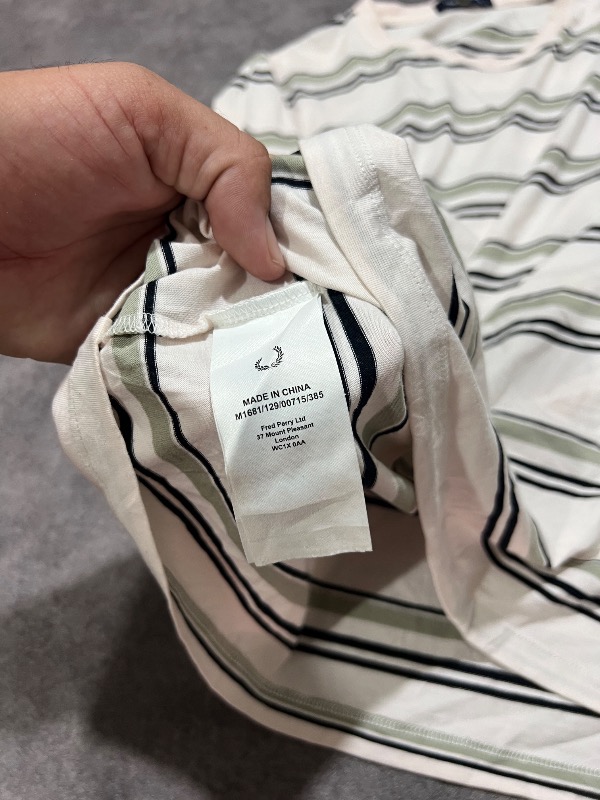 MADE IN CHINA
M1681/129/00715/385
Fred Perry Ltd
37 Mount Pleasant
London
WC1X 0AA